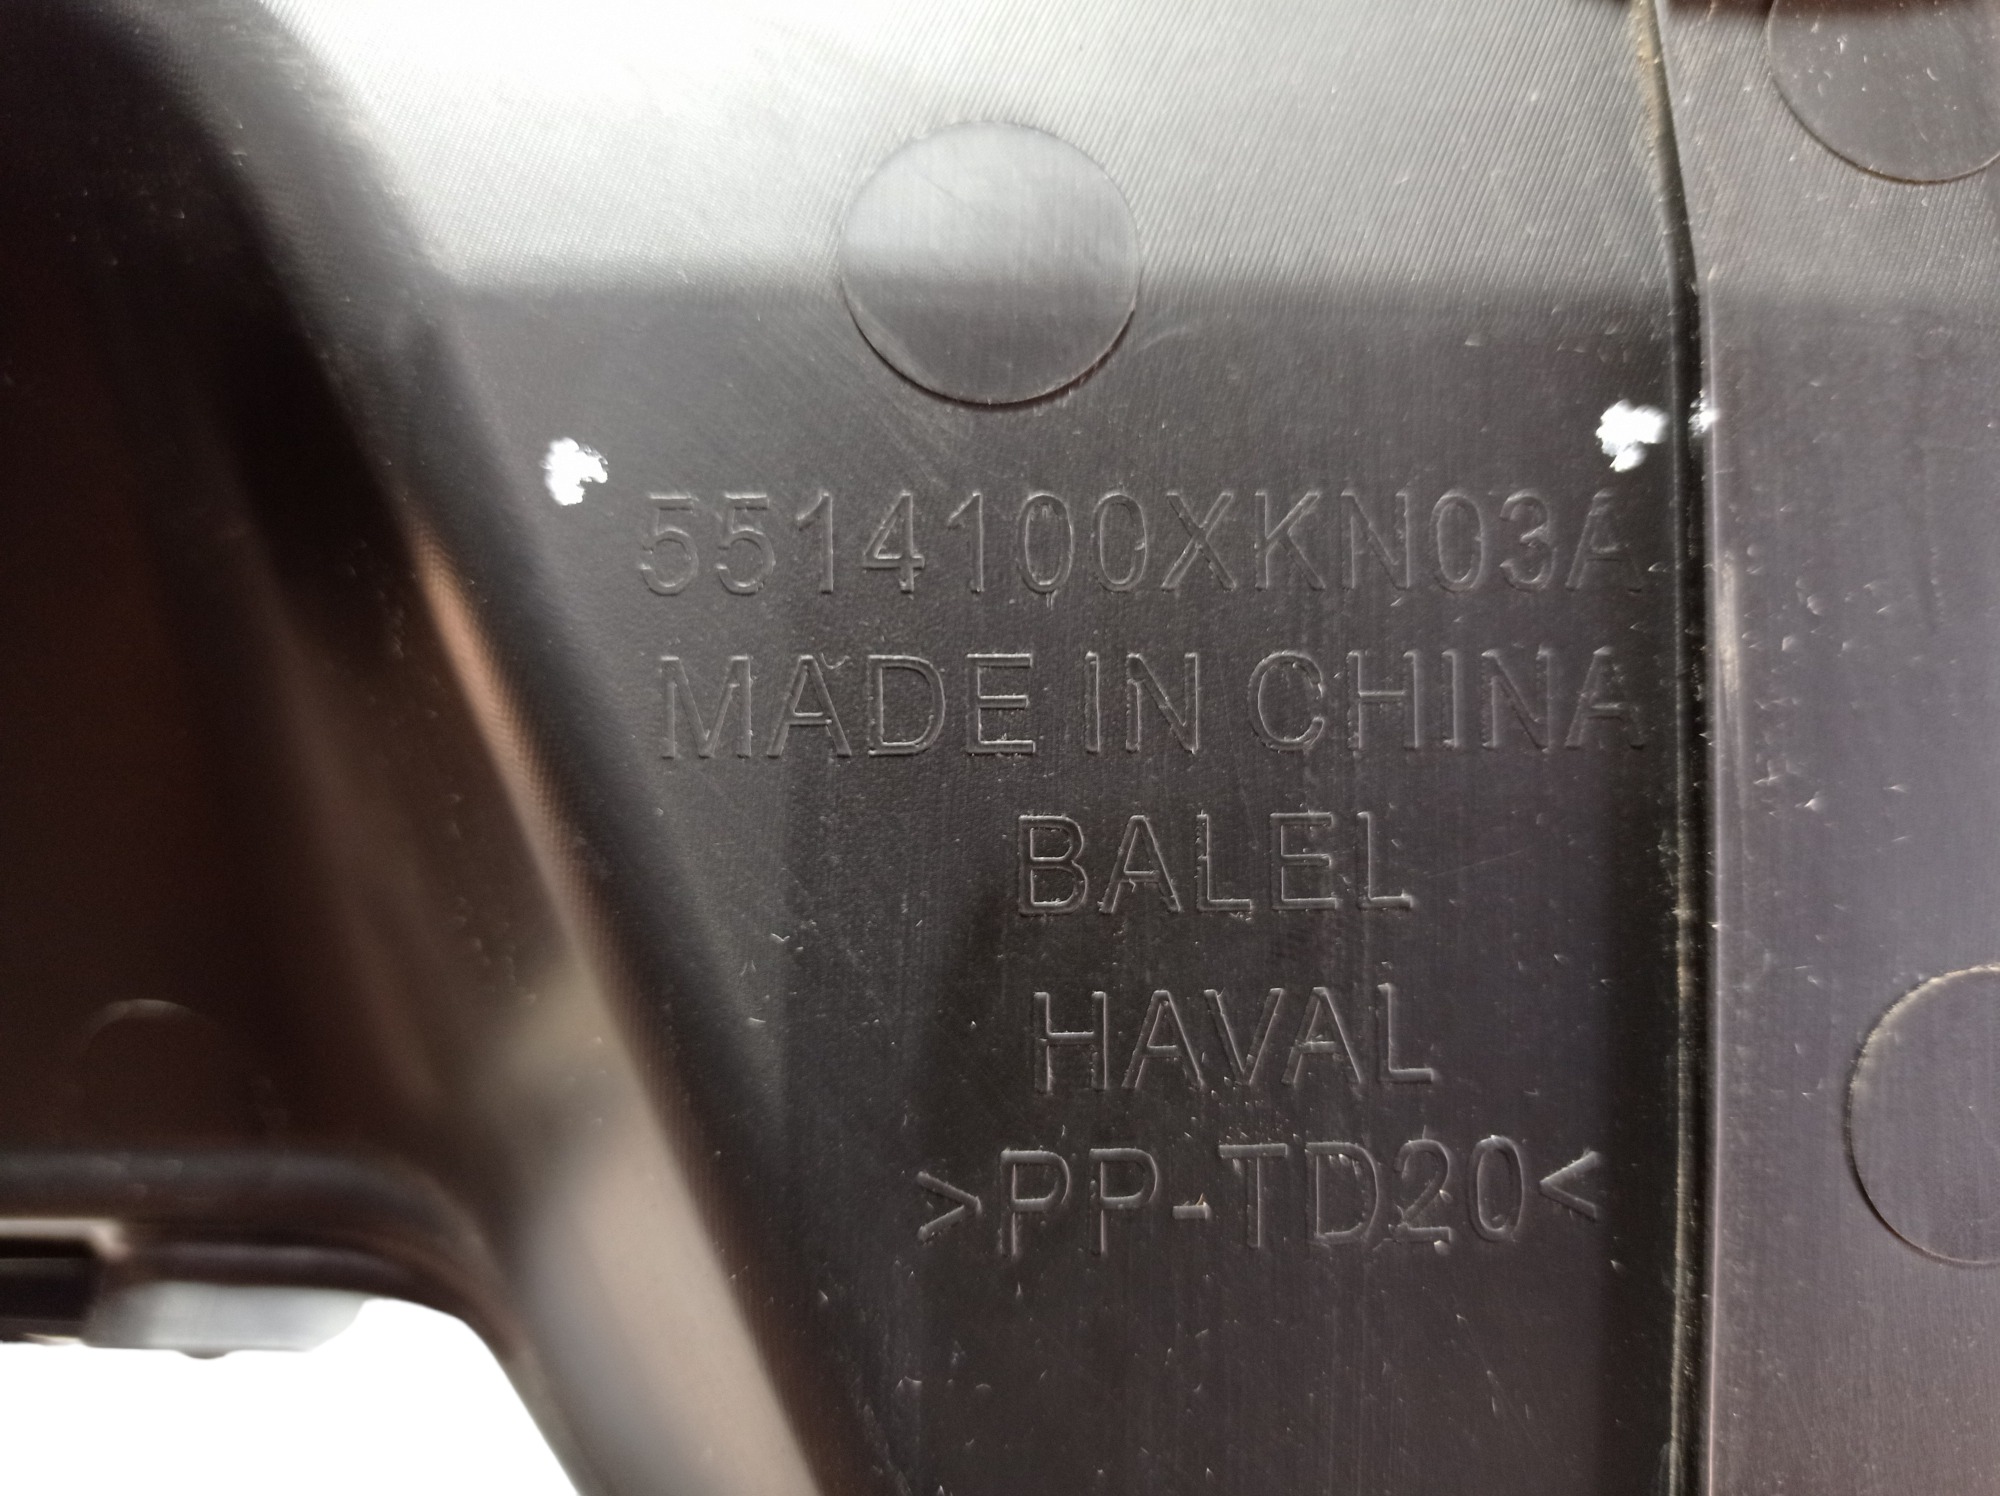 5514100XKN03A
MADE IN CHINA
BALEL
HAVAL
>PP-TD20<